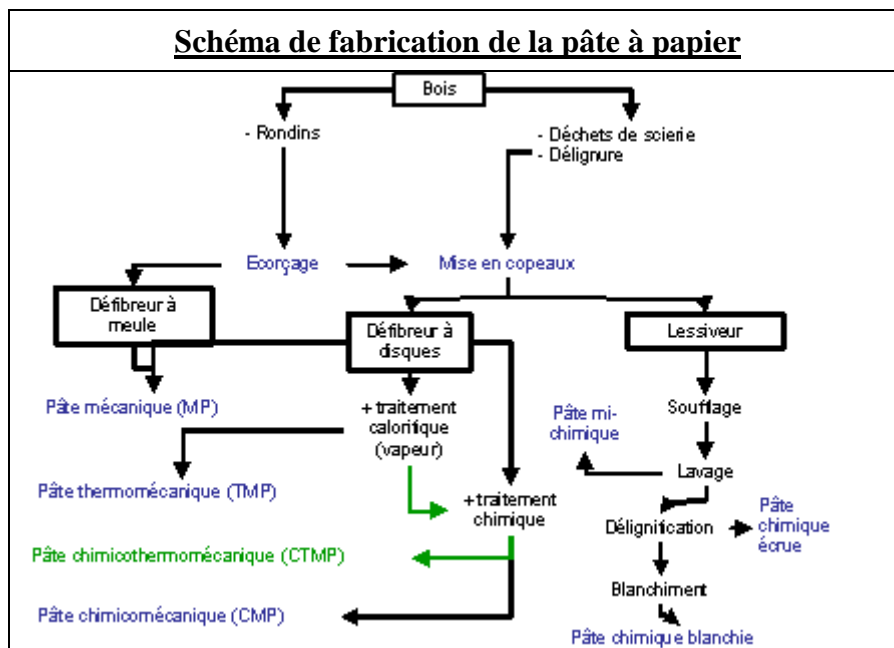 Schéma de fabrication de la pâte à papier
Bois
- Rondins
- Déchets de scierie
- Délignure
Ecorçage
Mise en copeaux
Défibreur à
meule
Défibreur à
disques
Lessiveur
Pâte mécanique (MP)
+ traitement
caloritique
(vapeur)
Pâte mi-
chimique
Soufflage
Lavage
Pâte thermomécanique (TMP)
+traitement
chimique
Délignification
Pâte
chimique
écrue
Pâte chimicothermomécanique (CTMP)
Blanchiment
Pâte chimicomécanique (CMP)
Pâte chimique blanchie